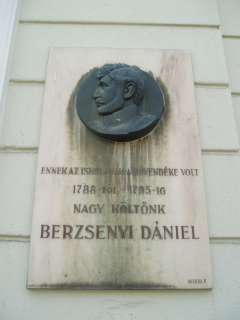 ENNEK AZ ISKOLÁNAK NÖVENDÉKE VOLT
1788-TÓL 1795-IG
NAGY KÖLTŐNK
BERZSENYI DÁNIEL